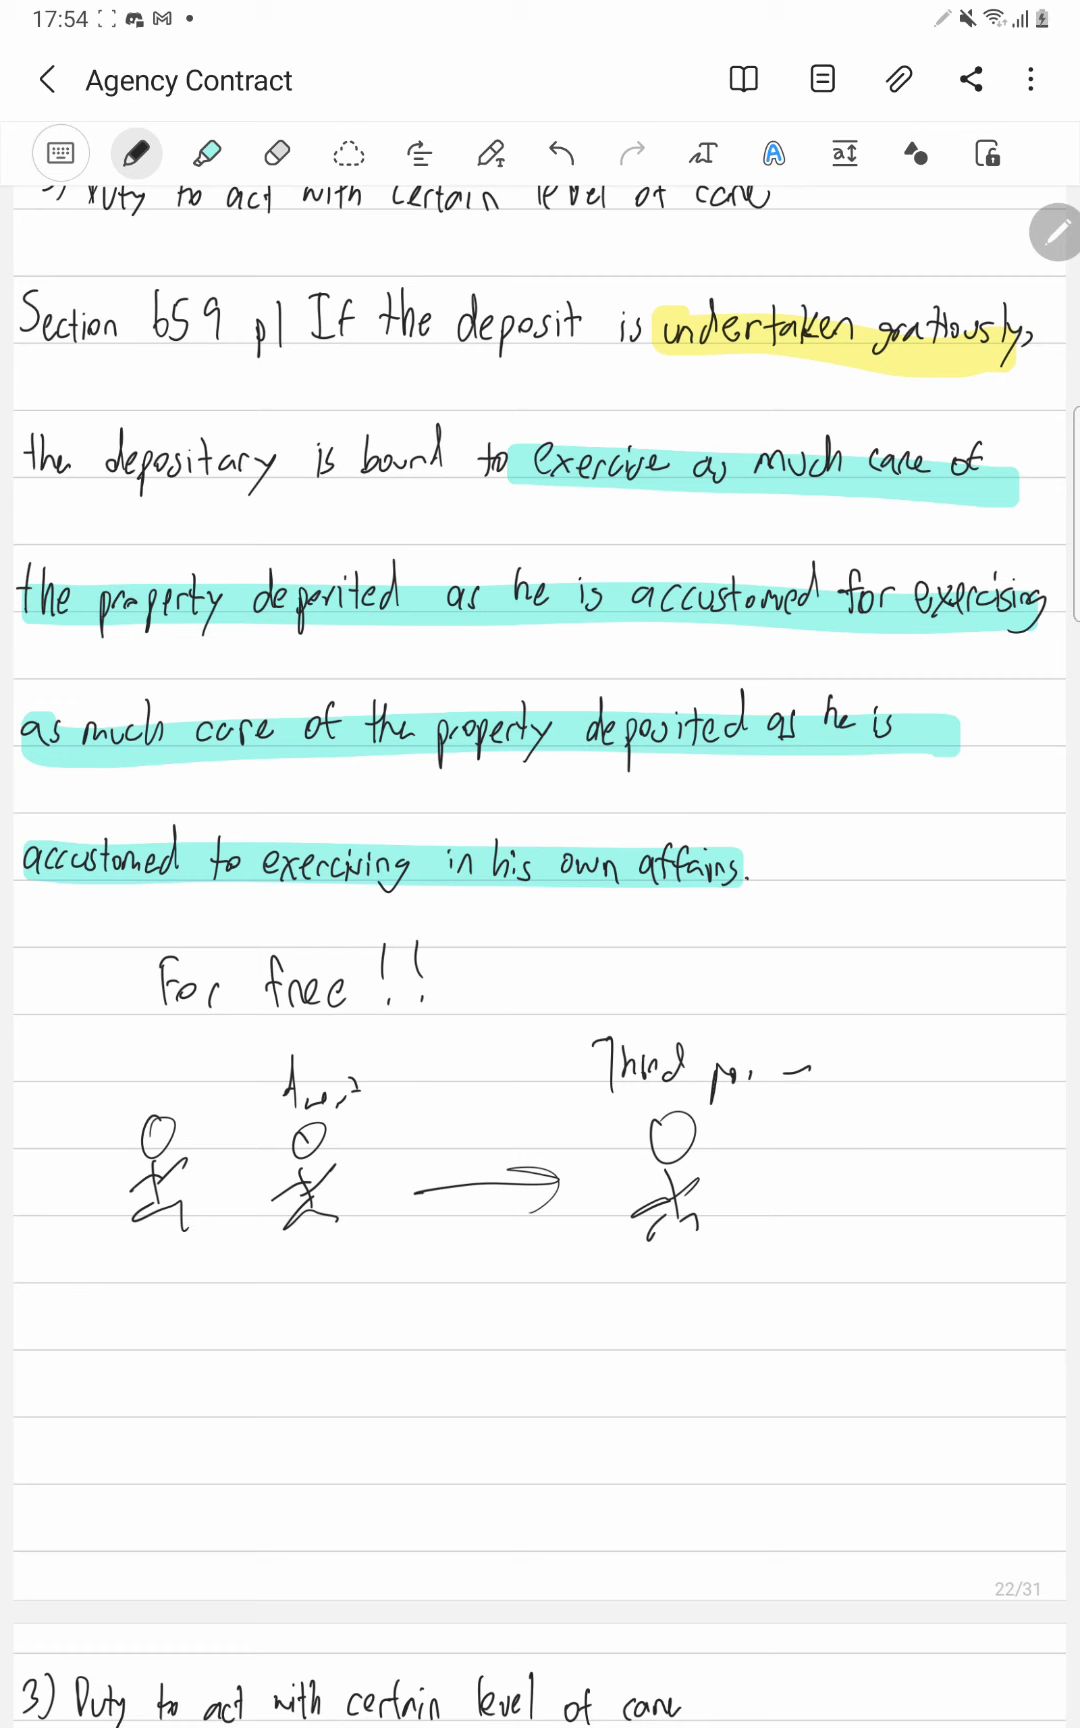 17:54
Agency Contract
Duty to act with certain level of care
Section 659 p1 If the deposit is undertaken gratiously,
the depositary is bound to exercise as much care of
the property deposited as he is accustomed for exercising
as much care of the property deposited as he is
accustomed to exercising in his own affairs.
For free !!
Third
22/31
3) Duty to act with certain level of care